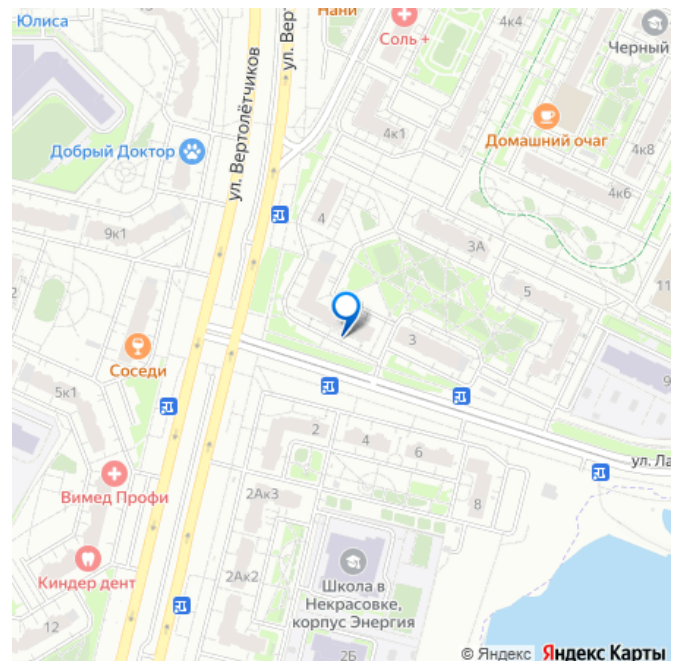 Юлиса
Нани
Соль +
4к4
Черный
ул. Вертолётчиков
ул. Вер
Добрый Доктор
4к1
Домашний очаг
4к8
4к6
9к1
4
3А
5
11
2
3
Соседи
5к1
9
2
4
6
ул. Ла
Вимед Профи
2Ак3
8
Киндер дент
2Ак2
Школа в
Некрасовке,
корпус Энергия
12
2Б
© Яндекс Яндекс Карты